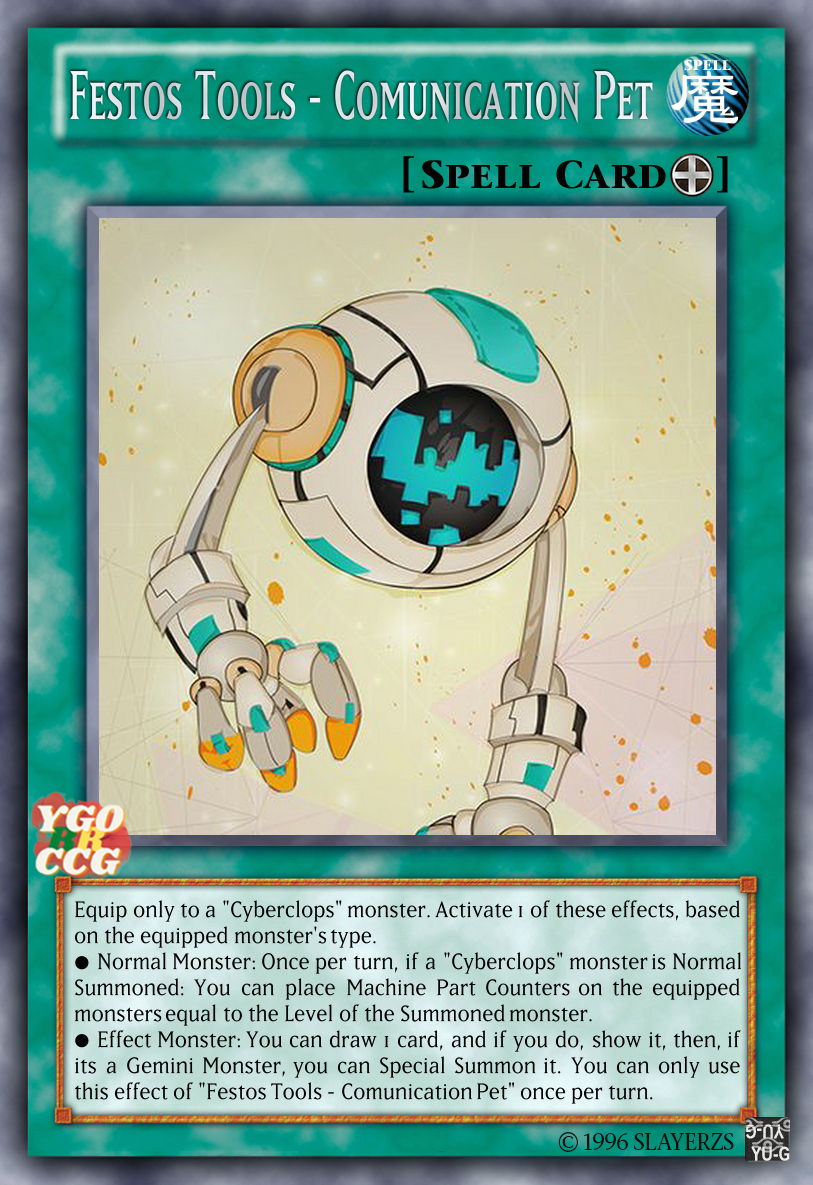 Festos Tools - Comunication Pet
SPELL
魔
[Spell Card]
YGO
BR
CCG
Equip only to a "Cyberclops" monster. Activate 1 of these effects, based
on the equipped monster's type.
● Normal Monster: Once per turn, if a "Cyberclops" monster is Normal
Summoned: You can place Machine Part Counters on the equipped
monsters equal to the Level of the Summoned monster.
● Effect Monster: You can draw 1 card, and if you do, show it, then, if
its a Gemini Monster, you can Special Summon it. You can only use
this effect of "Festos Tools - Comunication Pet" once per turn.
© 1996 SLAYERZS
YU-G
YU-G